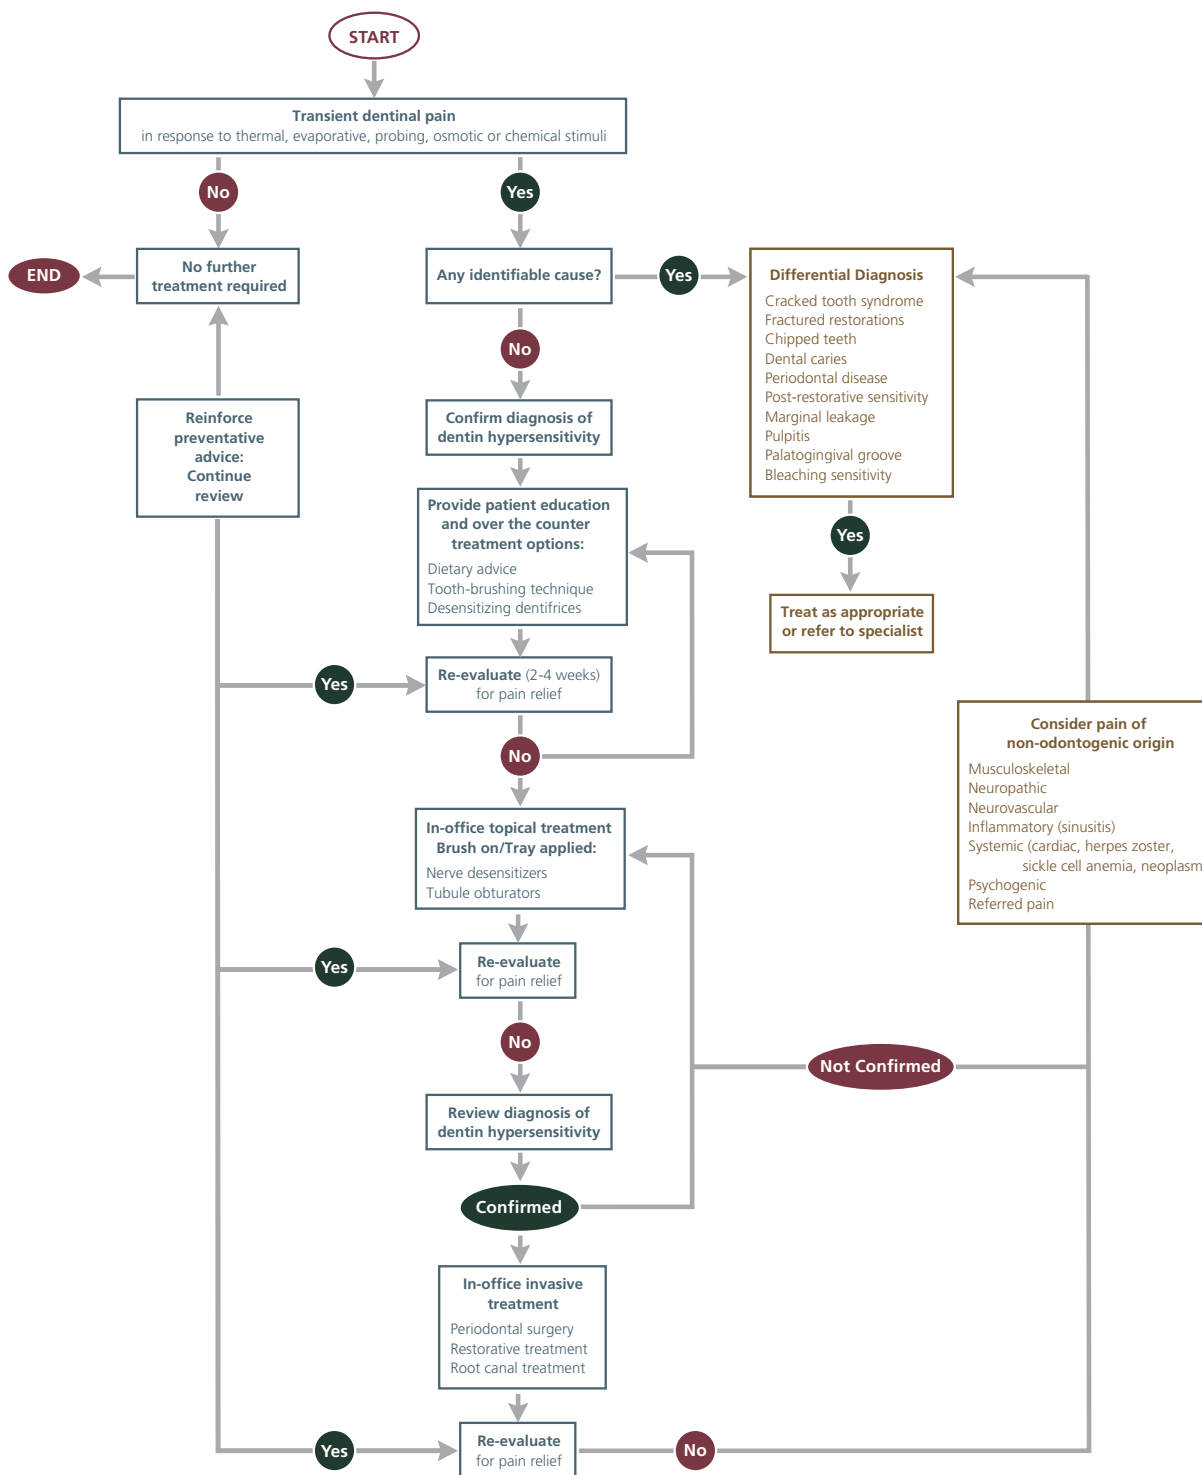 START
Transient dentinal pain
in response to thermal, evaporative, probing, osmotic or chemical stimuli
No
Yes
END
No further
treatment required
Any identifiable cause?
Yes
Differential Diagnosis
Cracked tooth syndrome
Fractured restorations
Chipped teeth
Dental caries
Periodontal disease
Post-restorative sensitivity
Marginal leakage
Pulpitis
Palatogingival groove
Bleaching sensitivity
No
Reinforce
preventative
advice:
Continue
review
Confirm diagnosis of
dentin hypersensitivity
Provide patient education
and over the counter
treatment options:
Dietary advice
Tooth-brushing technique
Desensitizing dentifrices
Yes
Treat as appropriate
or refer to specialist
Yes
Re-evaluate (2-4 weeks)
for pain relief
No
Consider pain of
non-odontogenic origin
Musculoskeletal
Neuropathic
Neurovascular
Inflammatory (sinusitis)
Systemic (cardiac, herpes zoster,
sickle cell anemia, neoplasm
Psychogenic
Referred pain
In-office topical treatment
Brush on/Tray applied:
Nerve desensitizers
Tubule obturators
Yes
Re-evaluate
for pain relief
No
Not Confirmed
Review diagnosis of
dentin hypersensitivity
Confirmed
In-office invasive
treatment
Periodontal surgery
Restorative treatment
Root canal treatment
Yes
Re-evaluate
for pain relief
No